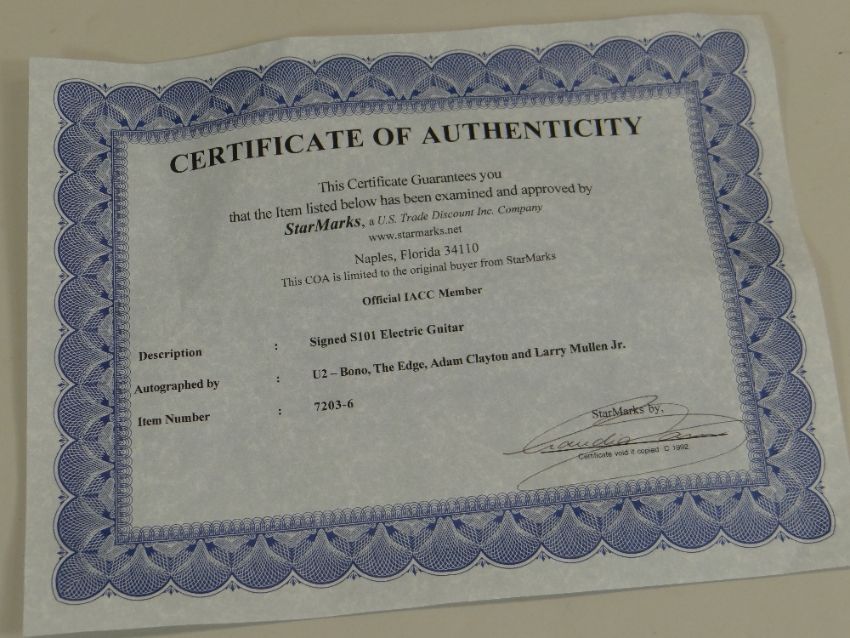 CERTIFICATE OF AUTHENTICITY
This Certificate Guarantees you
that the Item listed below has been examined and approved by
StarMarks, a U.S. Trade Discount Inc. Company
www.starmarks.net
Naples, Florida 34110
This COA is limited to the original buyer from StarMarks
Official IACC Member
Description : Signed S101 Electric Guitar
Autographed by : U2 – Bono, The Edge, Adam Clayton and Larry Mullen Jr.
Item Number : 7203-6
StarMarks by,
Certificate void if copied © 1992